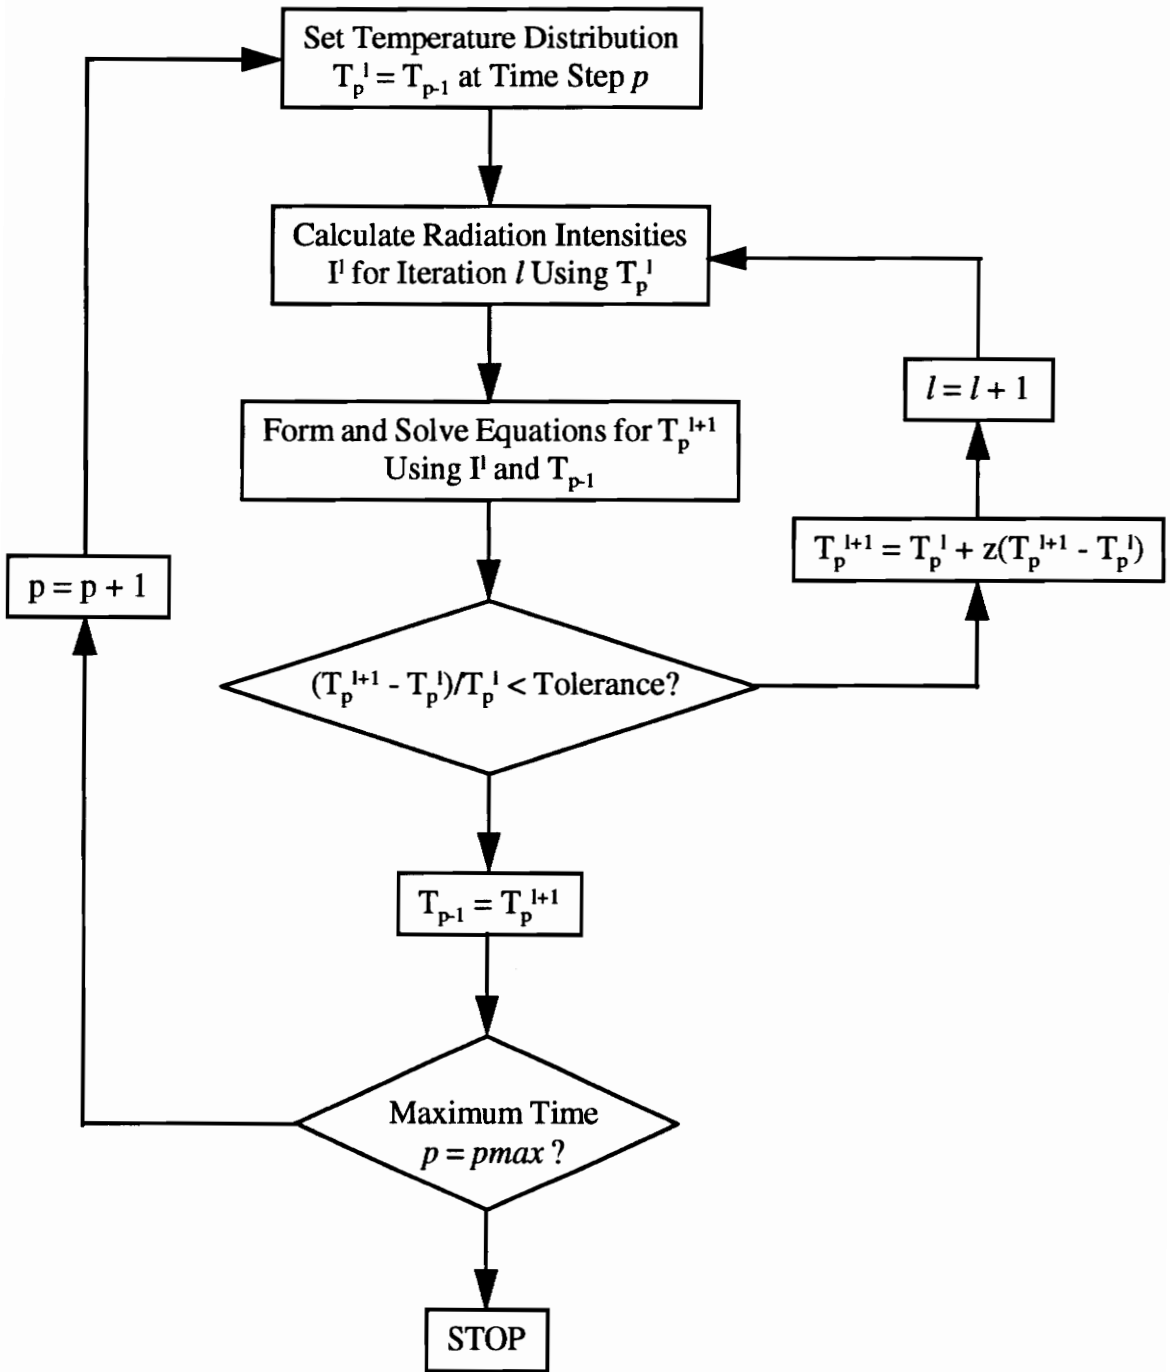 Set Temperature Distribution
Tₚˡ = Tₚ₋₁ at Time Step p
Calculate Radiation Intensities
Iˡ for Iteration l Using Tₚˡ
l = l + 1
Form and Solve Equations for Tₚˡ⁺¹
Using Iˡ and Tₚ₋₁
Tₚˡ⁺¹ = Tₚˡ + z(Tₚˡ⁺¹ - Tₚˡ)
p = p + 1
(Tₚˡ⁺¹ - Tₚˡ)/Tₚˡ < Tolerance?
Tₚ₋₁ = Tₚˡ⁺¹
Maximum Time
p = pmax ?
STOP